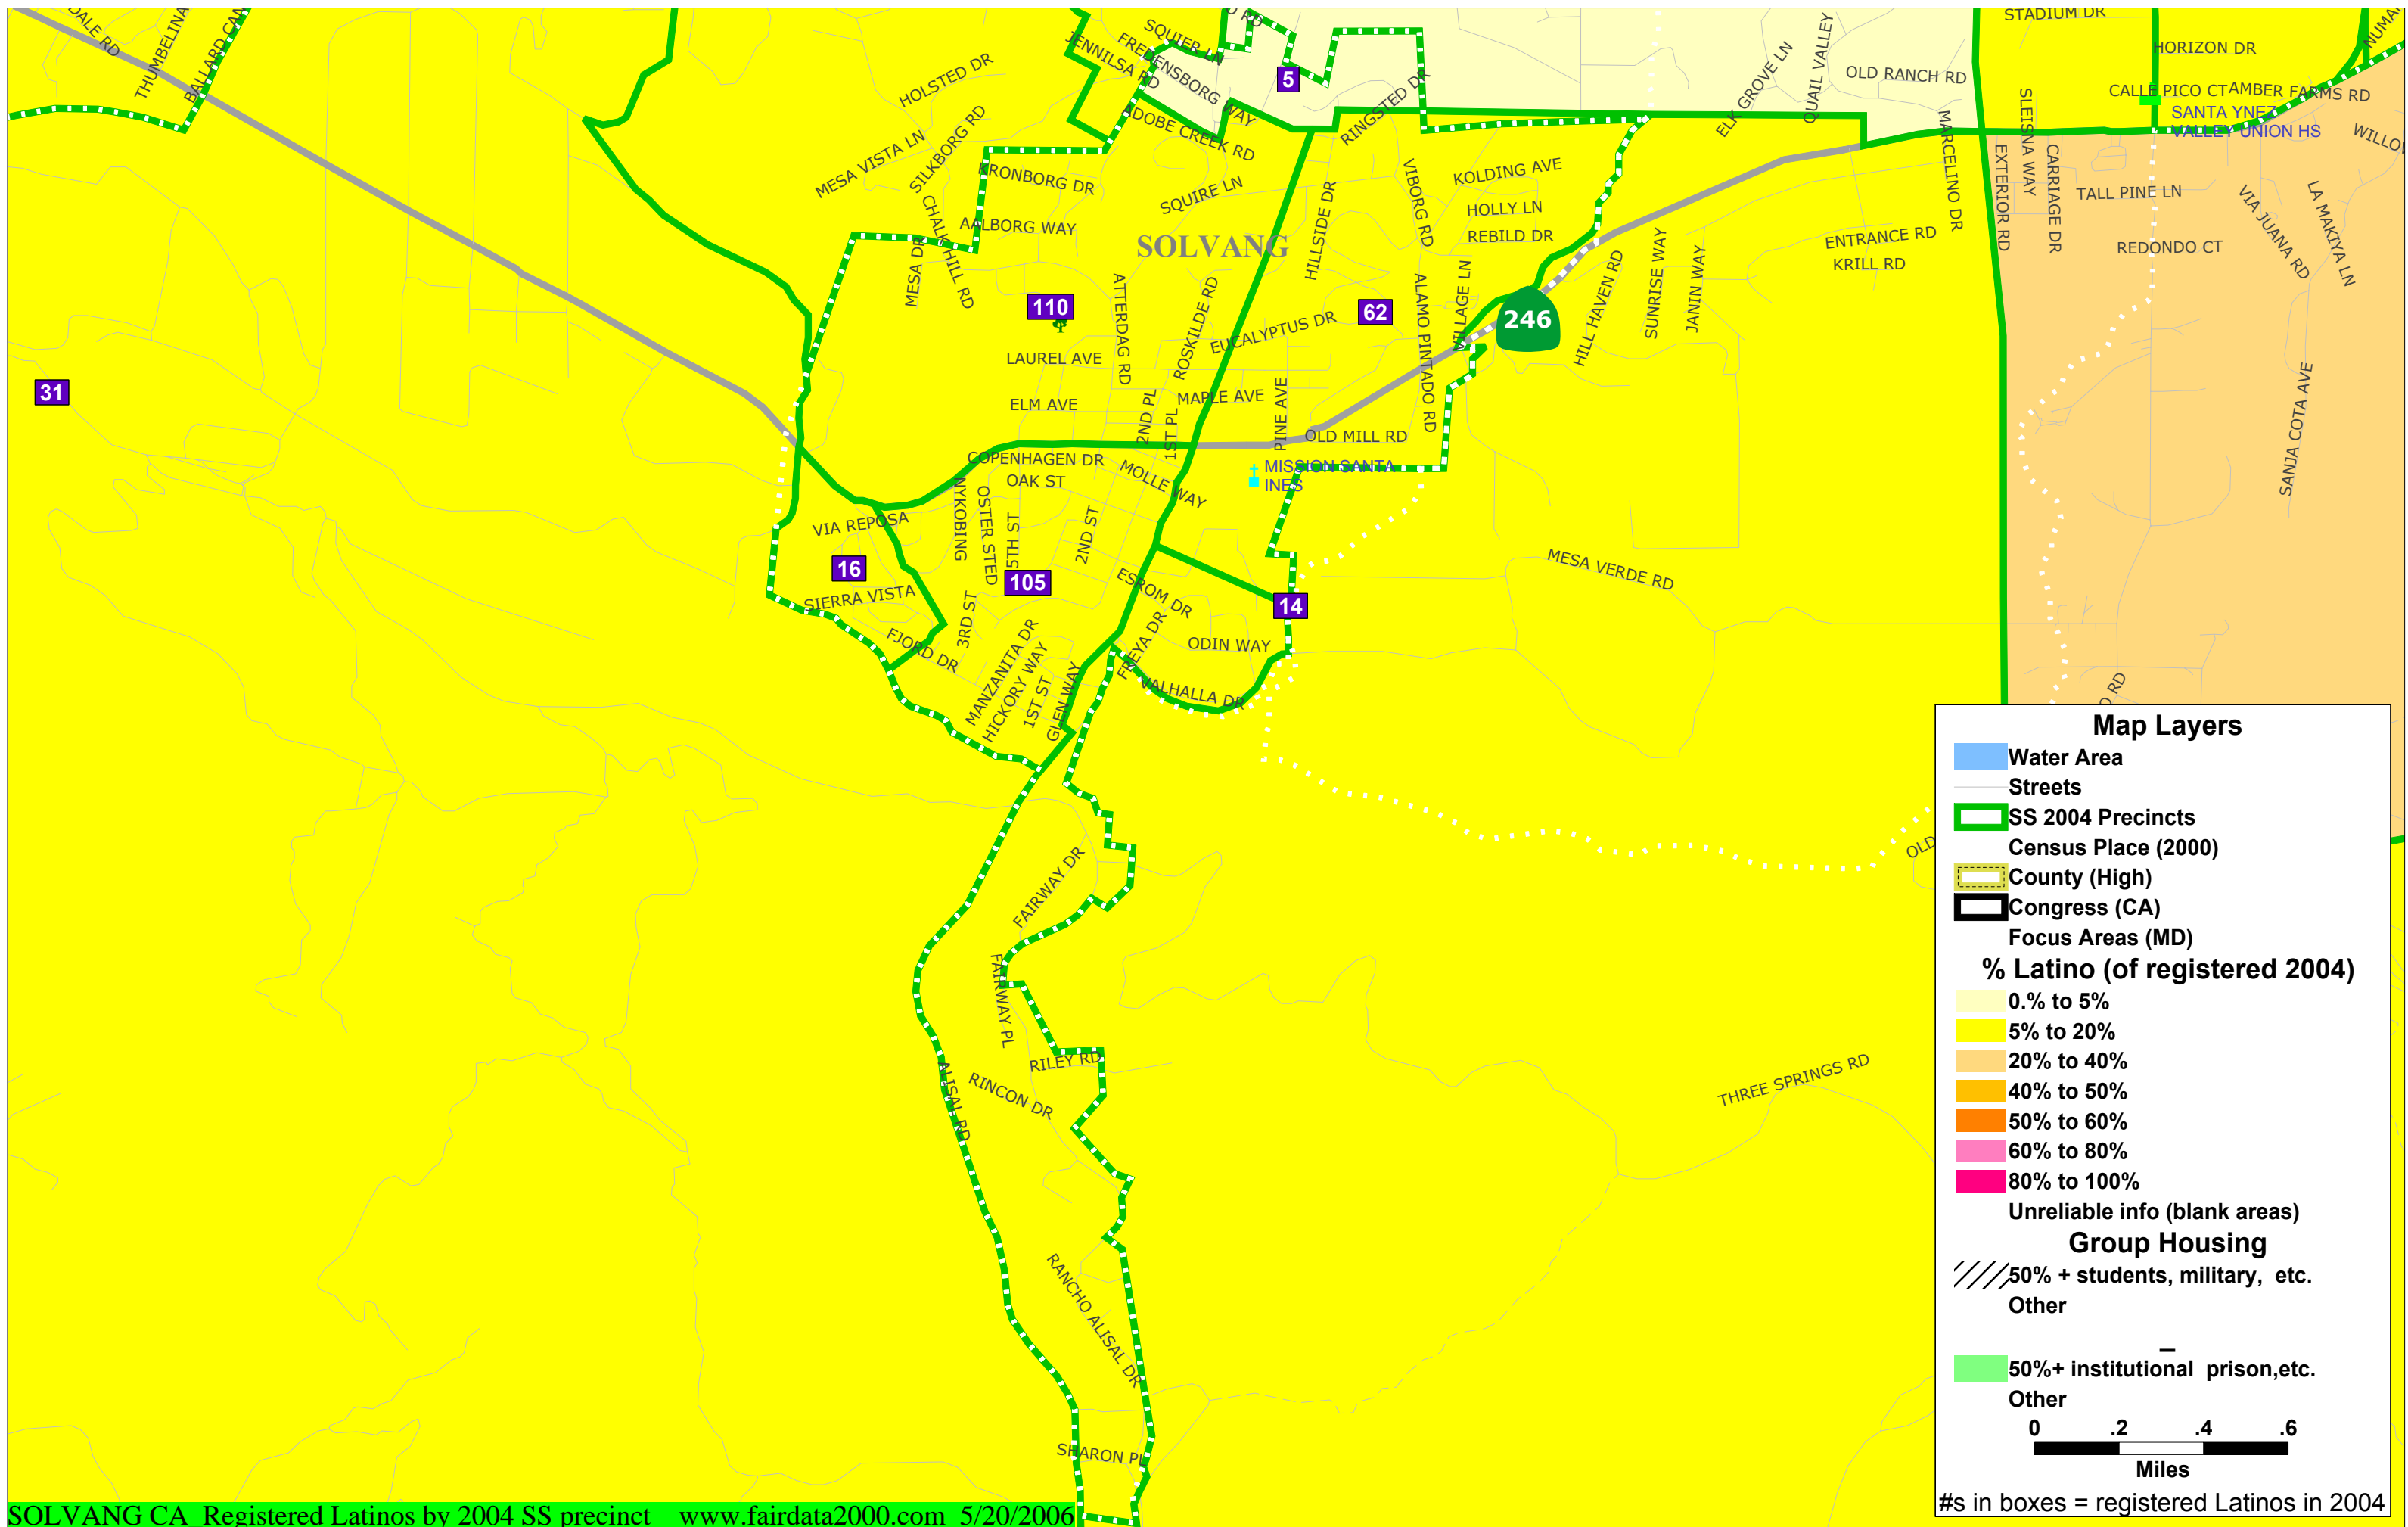 DALE RD
THUMBELINA
BALLARD CAN
SQUIER LN
D RD
FREDENSBORG WAY
JENNILSA RD
STADIUM DR
NUMA
HORIZON DR
QUAIL VALLEY
ELK GROVE LN
OLD RANCH RD
5
HOLSTED DR
RINGSTED DR
CALLE PICO CT
AMBER FARMS RD
SANTA YNEZ
VALLEY UNION HS
WILLOW
ADOBE CREEK RD
SILKBORG RD
MESA VISTA LN
KRONBORG DR
SQUIRE LN
VIBORG RD
KOLDING AVE
HOLLY LN
REBILD DR
MARCELINO DR
EXTERIOR RD
SLEISNA WAY
CARRIAGE DR
TALL PINE LN
VIA JUANA RD
LA MAKIYA LN
CHALK HILL RD
AALBORG WAY
MESA DR
SOLVANG
HILLSIDE DR
ENTRANCE RD
KRILL RD
REDONDO CT
110
62
246
ATTERDAG RD
ROSKILDE RD
EUCALYPTUS DR
ALAMO PINTADO RD
VILLAGE LN
HILL HAVEN RD
SUNRISE WAY
JANIN WAY
LAUREL AVE
31
ELM AVE
2ND PL
1ST PL
MAPLE AVE
PINE AVE
OLD MILL RD
SANJA COTA AVE
COPENHAGEN DR
OAK ST
MOLLE WAY
MISSION SANTA
INES
VIA REPOSA
NYKOBING
OSTER STED
5TH ST
2ND ST
16
105
14
ESROM DR
MESA VERDE RD
SIERRA VISTA
FJORD DR
3RD ST
MANZANITA DR
HICKORY WAY
1ST ST
GLEN WAY
FREYA DR
ODIN WAY
VALHALLA DR
D RD
OLD
FAIRWAY DR
FAIRWAY PL
RILEY RD
RINCON DR
ALISAL RD
THREE SPRINGS RD
RANCHO ALISAL DR
SHARON PL
Map Layers
Water Area
Streets
SS 2004 Precincts
Census Place (2000)
County (High)
Congress (CA)
Focus Areas (MD)
% Latino (of registered 2004)
0.% to 5%
5% to 20%
20% to 40%
40% to 50%
50% to 60%
60% to 80%
80% to 100%
Unreliable info (blank areas)
Group Housing
50% + students, military, etc.
Other
50%+ institutional prison,etc.
Other
0 .2 .4 .6
Miles
#s in boxes = registered Latinos in 2004
SOLVANG CA Registered Latinos by 2004 SS precinct www.fairdata2000.com 5/20/2006